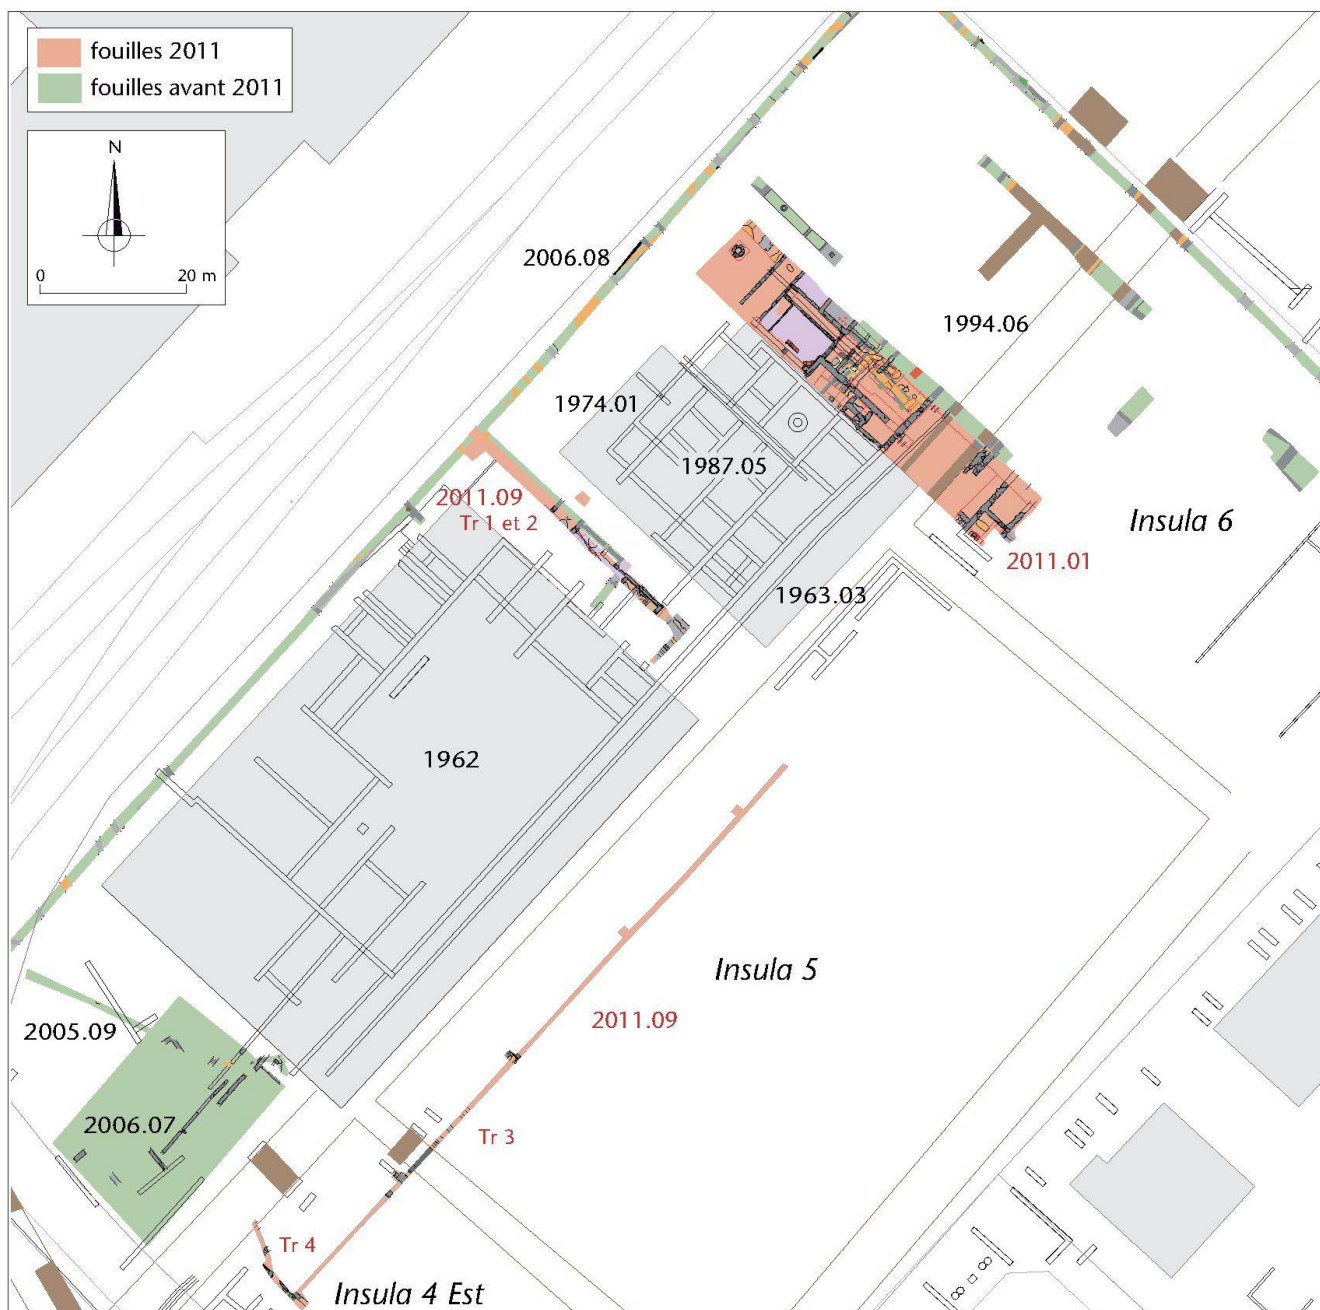 fouilles 2011
fouilles avant 2011
N
0 20 m
2006.08
1994.06
1974.01
1987.05
2011.09
Tr 1 et 2
Insula 6
2011.01
1963.03
1962
Insula 5
2011.09
2005.09
2006.07
Tr 3
Tr 4
Insula 4 Est